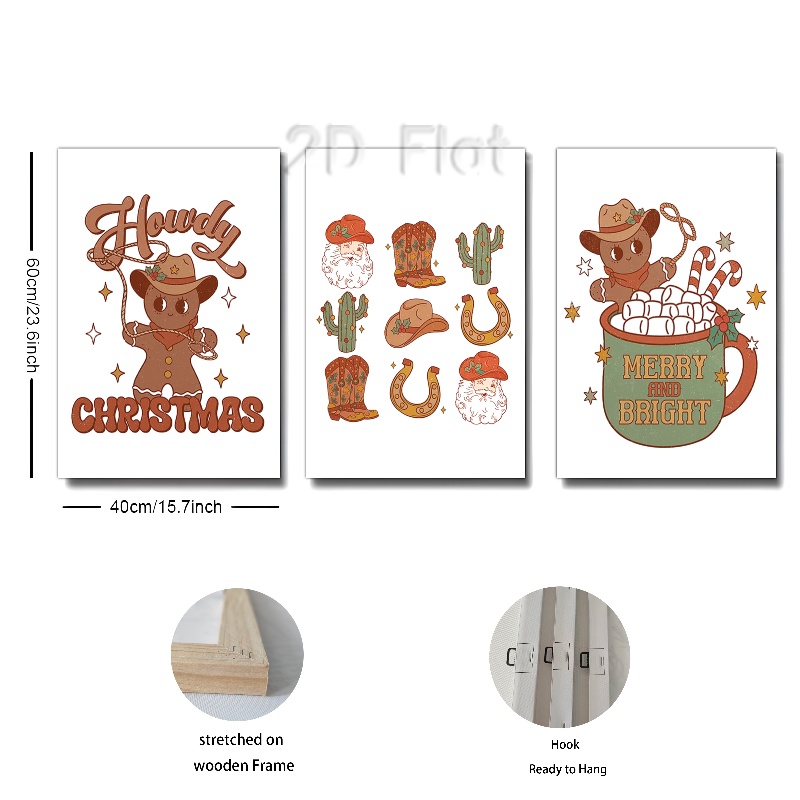 2D Flat
Howdy
CHRISTMAS
MERRY
AND
BRIGHT
60cm/23.6inch
40cm/15.7inch
stretched on
wooden Frame
Hook
Ready to Hang